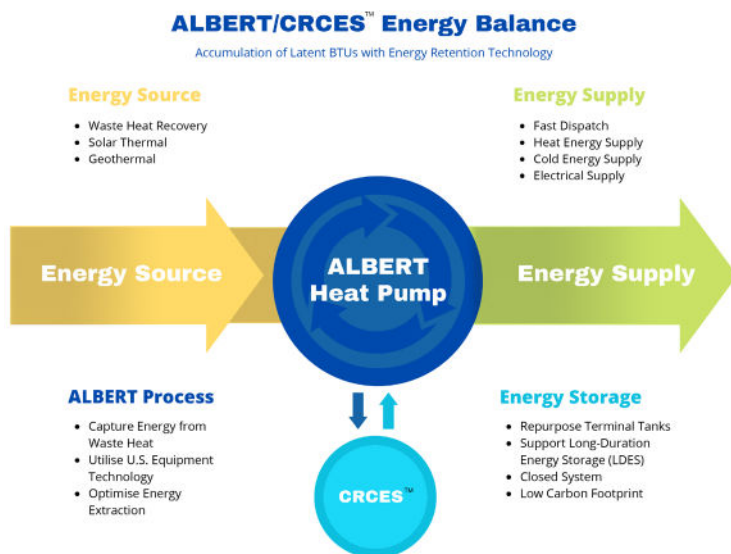 ALBERT/CRCES™ Energy Balance
Accumulation of Latent BTUs with Energy Retention Technology
Energy Source
• Waste Heat Recovery
• Solar Thermal
• Geothermal
Energy Supply
• Fast Dispatch
• Heat Energy Supply
• Cold Energy Supply
• Electrical Supply
Energy Source
ALBERT
Heat Pump
Energy Supply
ALBERT Process
• Capture Energy from
Waste Heat
• Utilise U.S. Equipment
Technology
• Optimise Energy
Extraction
CRCES™
Energy Storage
• Repurpose Terminal Tanks
• Support Long-Duration
Energy Storage (LDES)
• Closed System
• Low Carbon Footprint